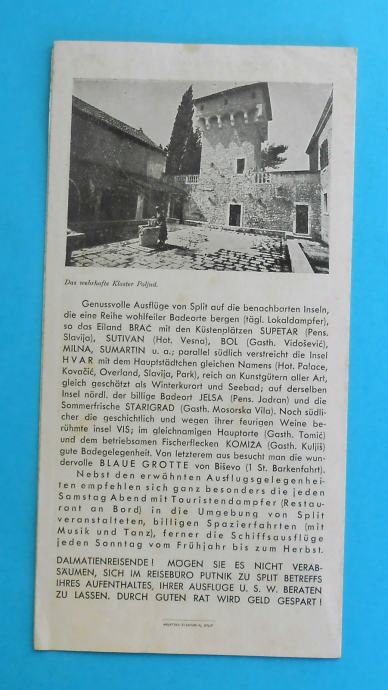 Das wehrhafte Kloster Poljud.
Genussvolle Ausflüge von Split auf die benachbarten Inseln,
die eine Reihe wohlfeiler Badeorte bergen (tägl. Lokaldampfer),
so das Eiland BRAČ mit den Küstenplätzen SUPETAR (Pens.
Slavija), SUTIVAN (Hot. Vesna), BOL (Gasth. Vidošević),
MILNA, SUMARTIN u. a.; parallel südlich verstreicht die Insel
HVAR mit dem Hauptstädtchen gleichen Namens (Hot. Palace,
Kovačić, Overland, Slavija, Park), reich an Kunstgütern aller Art,
gleich geschätzt als Winterkurort und Seebad; auf derselben
Insel nördl. der billige Badeort JELSA (Pens. Jadran) und die
Sommerfrische STARIGRAD (Gasth. Mosorska Vila). Noch südli-
cher die geschichtlich und wegen ihrer feurigen Weine be-
rühmte insel VIS; im gleichnamigen Hauptorte (Gasth. Tomić)
und dem betriebsamen Fischerflecken KOMIŽA (Gasth. Kuljiš)
gute Badegelegenheit. Von letzterem aus besucht man die wun-
dervolle BLAUE GROTTE von Biševo (1 St. Barkenfahrt).
Nebst den erwähnten Ausflugsgelegenhei-
ten empfehlen sich ganz besonders die jeden
Samstag Abend mit Touristendampfer (Restau-
rant an Bord) in die Umgebung von Split
veranstalteten, billigen Spazierfahrten (mit
Musik und Tanz), ferner die Schiffsausflüge
jeden Sonntag vom Frühjahr bis zum Herbst.
DALMATIENREISENDE! MÖGEN SIE ES NICHT VERAB-
SÄUMEN, SICH IM REISEBÜRO PUTNIK ZU SPLIT BETREFFS
IHRES AUFENTHALTES, IHRER AUSFLÜGE U. S. W. BERATEN
ZU LASSEN. DURCH GUTEN RAT WIRD GELD GESPART!